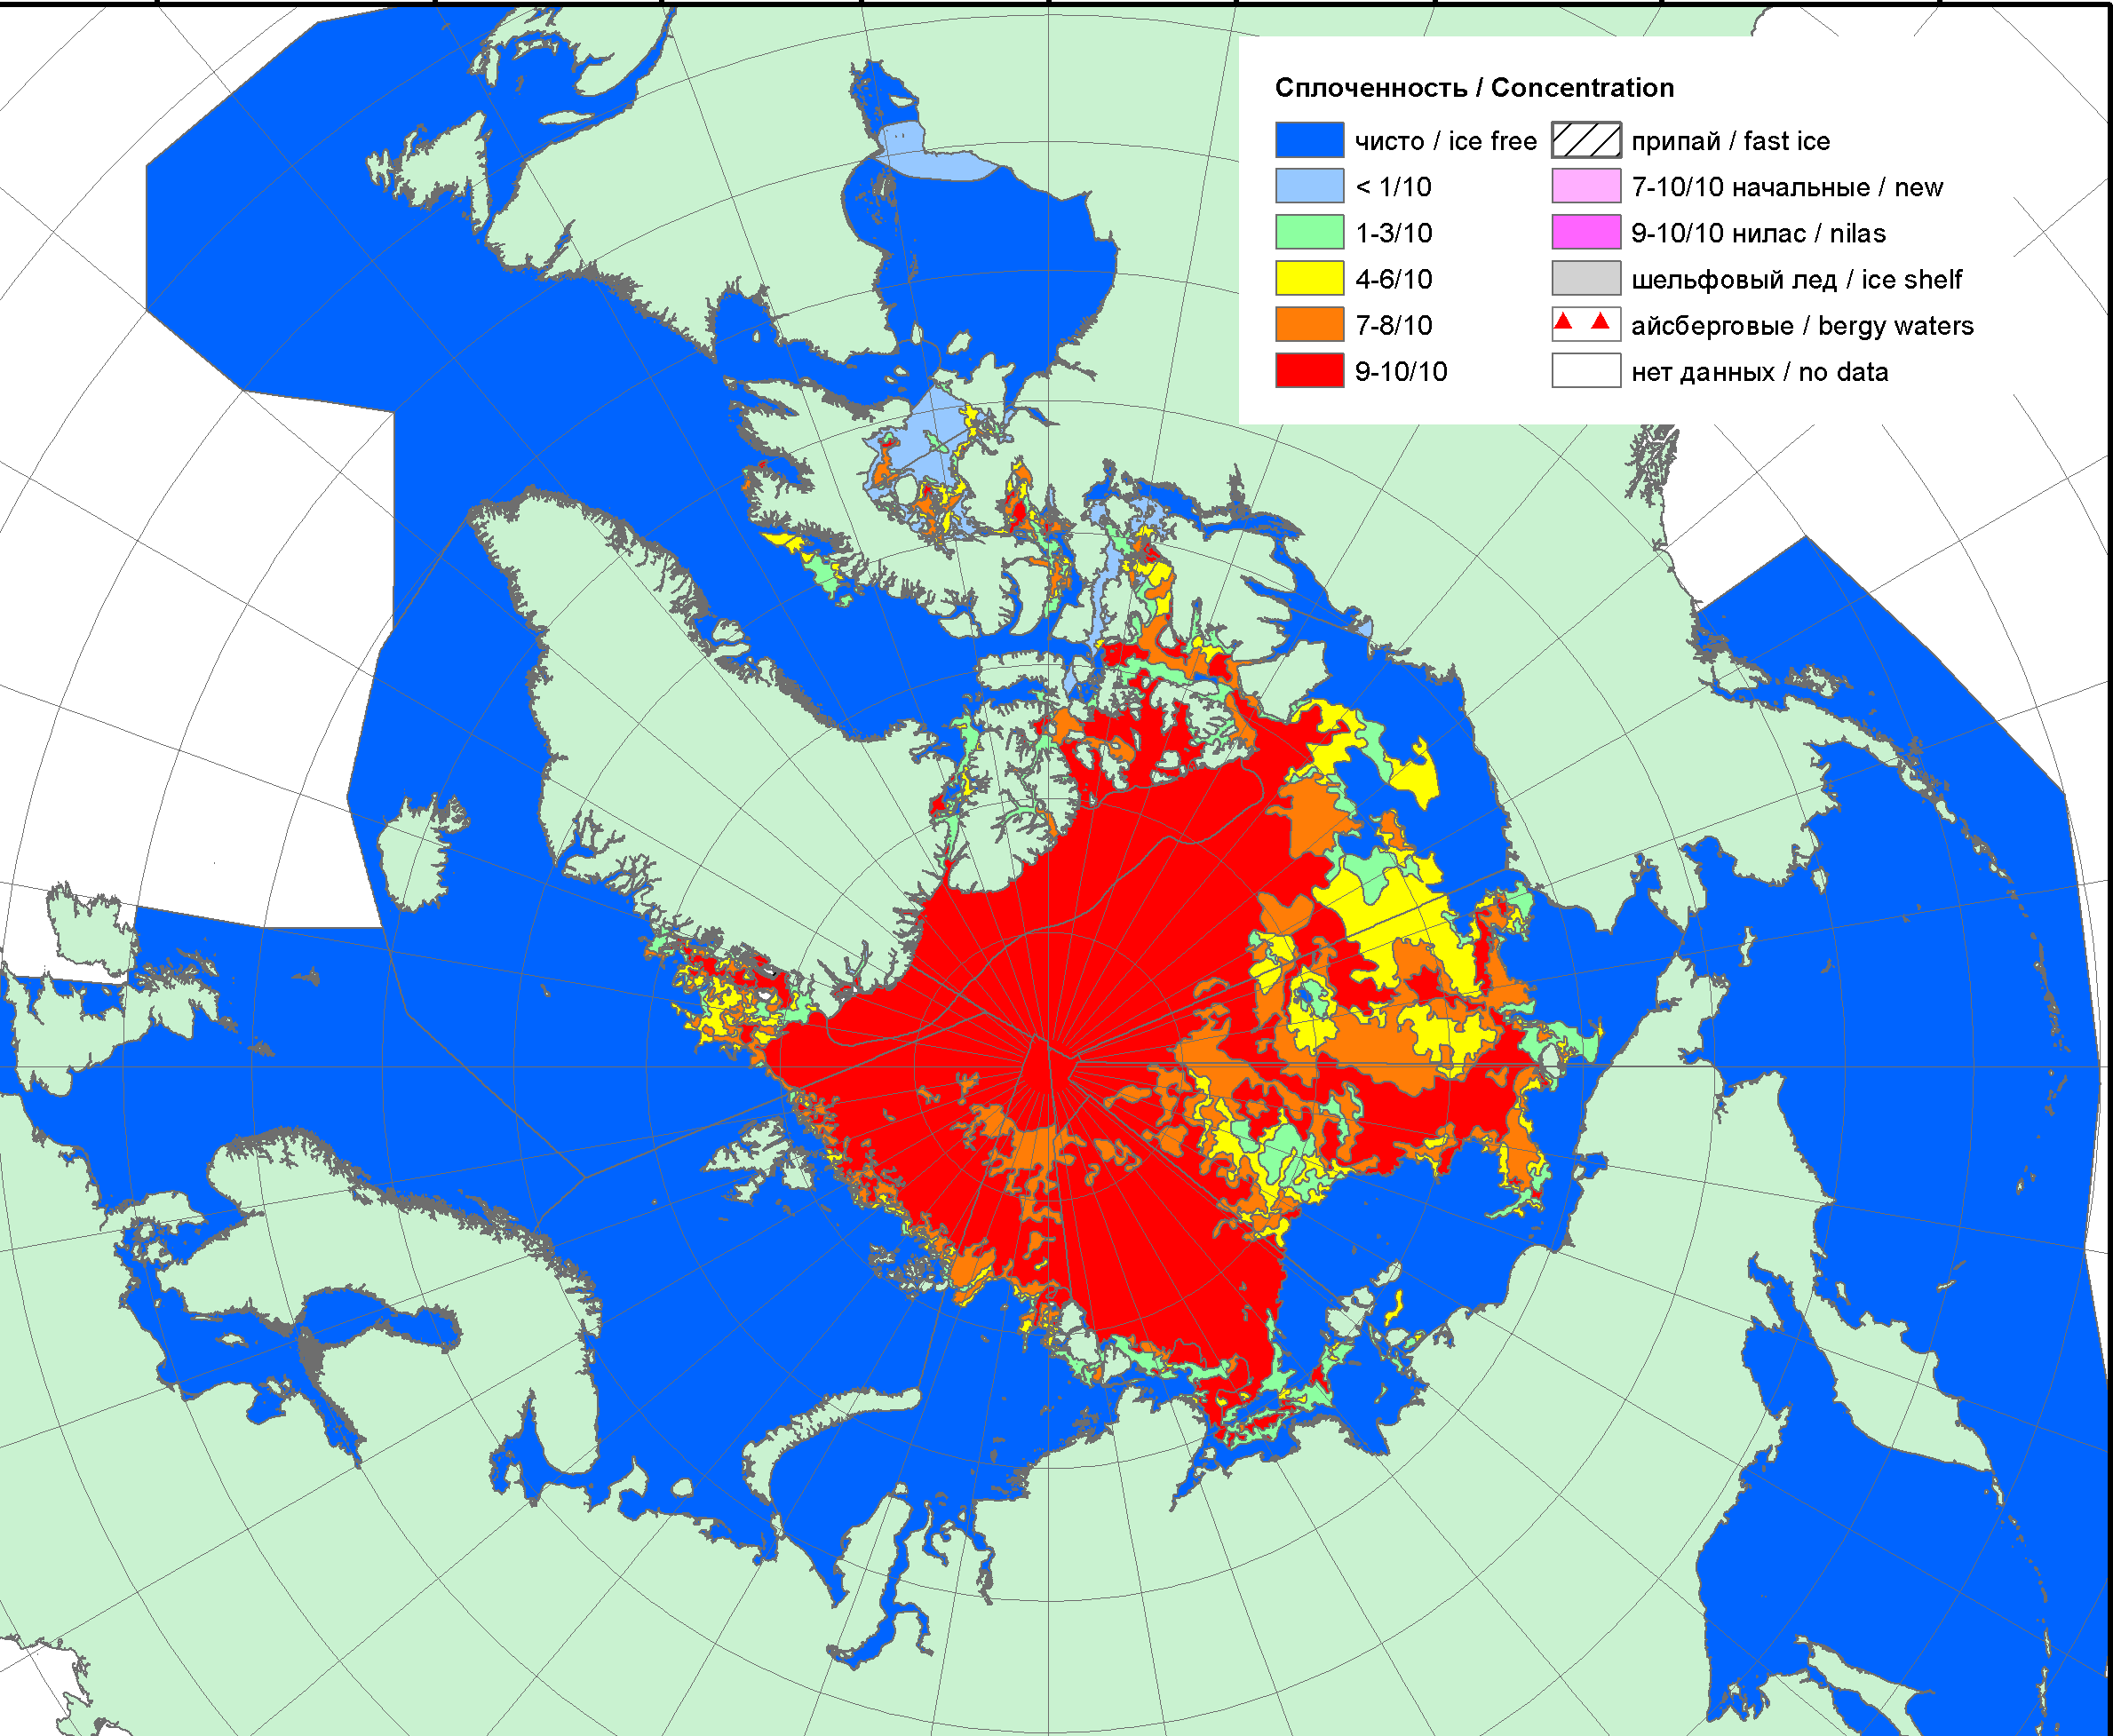 Сплоченность / Concentration
чисто / ice free
припай / fast ice
< 1/10
7-10/10 начальные / new
1-3/10
9-10/10 нилас / nilas
4-6/10
шельфовый лед / ice shelf
7-8/10
айсберговые / bergy waters
9-10/10
нет данных / no data